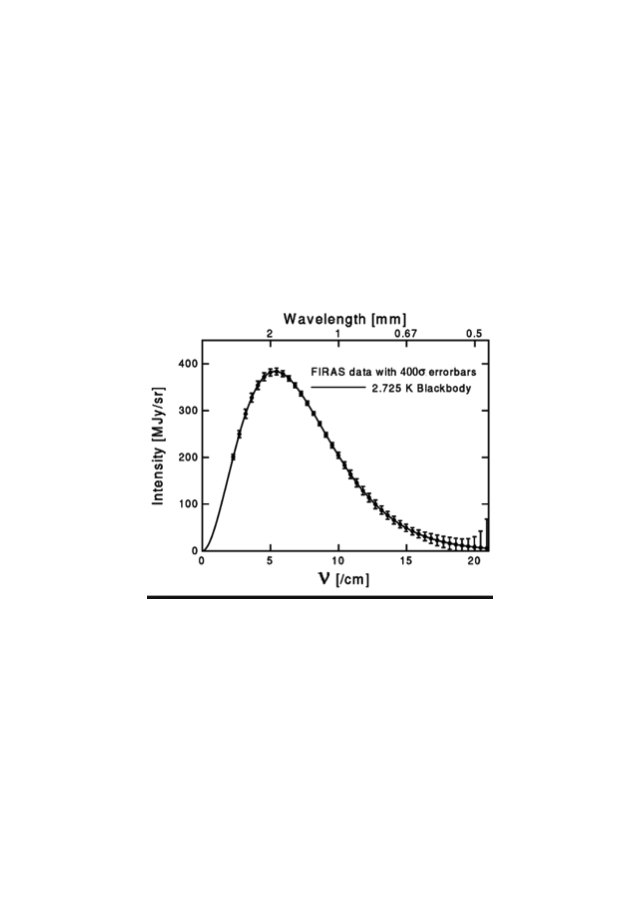 Wavelength [mm]
2 1 0.67 0.5
400
300
200
100
0
Intensity [MJy/sr]
FIRAS data with 400σ errorbars
2.725 K Blackbody
0 5 10 15 20
ν [/cm]